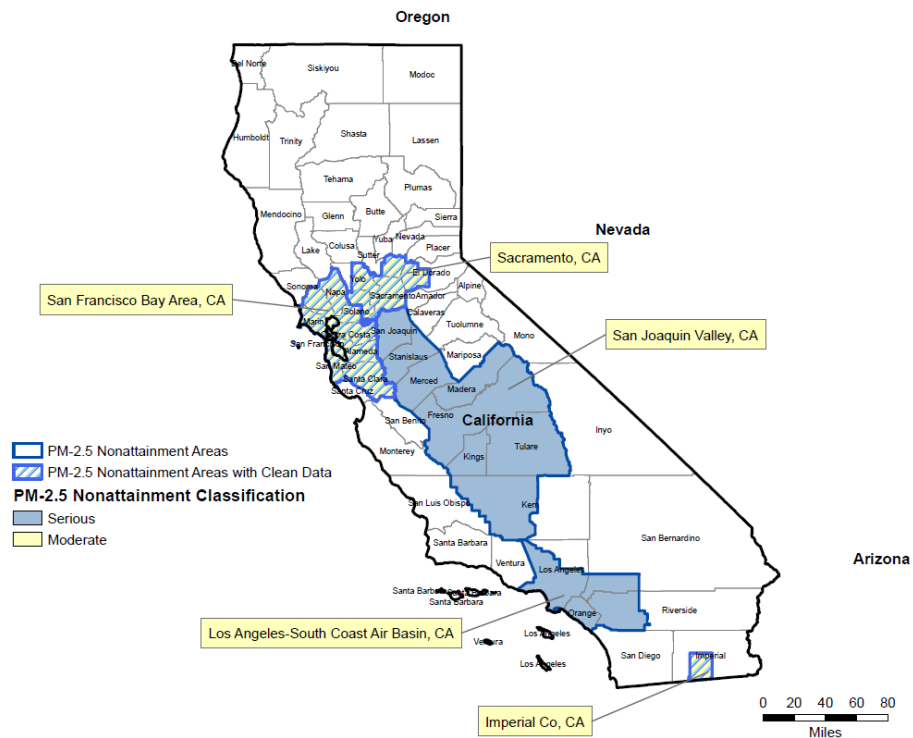 Oregon
Del Norte
Siskiyou
Modoc
Humboldt
Trinity
Shasta
Lassen
Tehama
Plumas
Mendocino
Glenn
Butte
Sierra
Lake
Colusa
Yuba
Nevada
Sutter
Placer
Nevada
Sacramento, CA
San Francisco Bay Area, CA
Sonoma
Napa
Yolo
El Dorado
Sacramento
Amador
Alpine
Solano
Marin
Calaveras
San Joaquin
Tuolumne
Mono
San Joaquin Valley, CA
San Francisco
Costa
Alameda
Stanislaus
Mariposa
San Mateo
Santa Clara
Merced
Madera
Santa Cruz
Fresno
California
San Benito
Inyo
Tulare
Monterey
Kings
PM-2.5 Nonattainment Areas
PM-2.5 Nonattainment Areas with Clean Data
PM-2.5 Nonattainment Classification
Serious
Moderate
San Luis Obispo
Kern
Santa Barbara
San Bernardino
Ventura
Los Angeles
Arizona
Santa Barbara
Santa Barbara
Santa Barbara
Orange
Riverside
Los Angeles-South Coast Air Basin, CA
Ventura
Los Angeles
Los Angeles
San Diego
Imperial
Imperial Co, CA
0 20 40 60 80
Miles